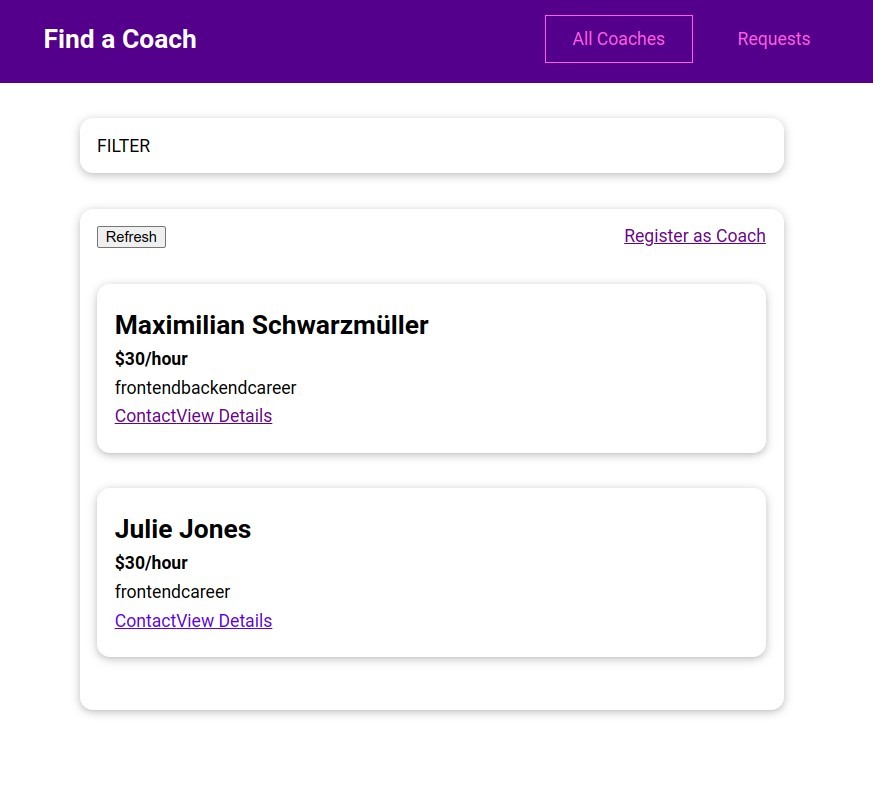 Find a Coach
All Coaches
Requests
FILTER
Refresh
Register as Coach
Maximilian Schwarzmüller
$30/hour
frontendbackendcareer
ContactView Details
Julie Jones
$30/hour
frontendcareer
ContactView Details